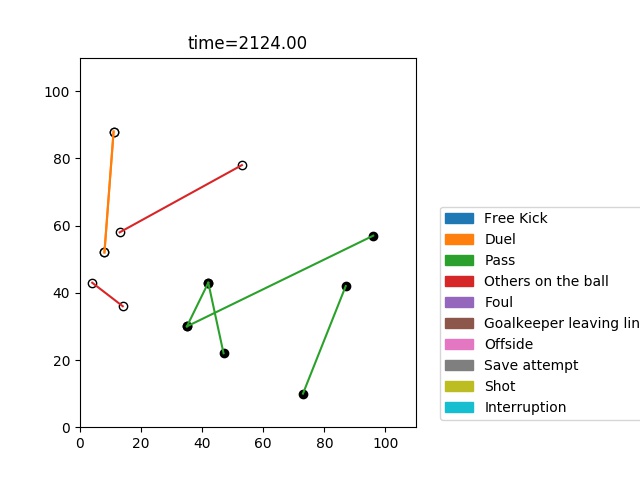 time=2124.00
100
80
60
40
20
0
0 20 40 60 80 100
Free Kick
Duel
Pass
Others on the ball
Foul
Goalkeeper leaving lin
Offside
Save attempt
Shot
Interruption